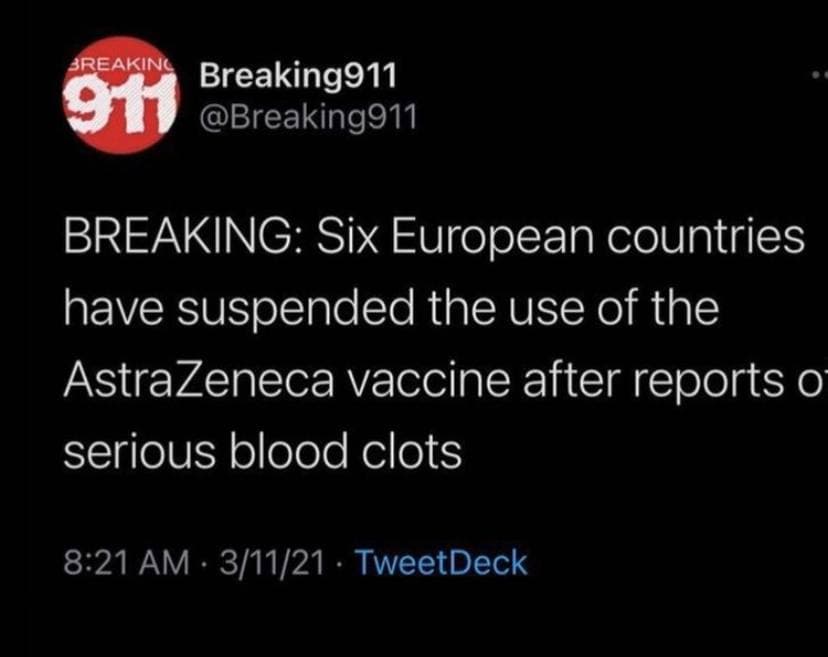 BREAKING
911
Breaking911
@Breaking911
BREAKING: Six European countries
have suspended the use of the
AstraZeneca vaccine after reports of
serious blood clots
8:21 AM · 3/11/21 · TweetDeck